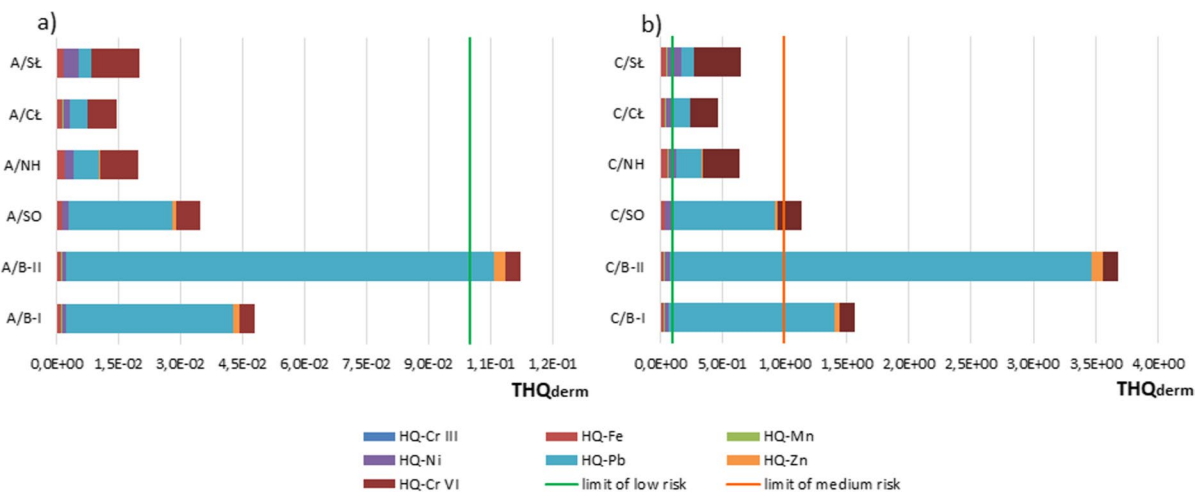 a)
A/SŁ
A/CŁ
A/NH
A/SO
A/B-II
A/B-I
0,0E+00 1,5E-02 3,0E-02 4,5E-02 6,0E-02 7,5E-02 9,0E-02 1,1E-01 1,2E-01
THQderm
b)
C/SŁ
C/CŁ
C/NH
C/SO
C/B-II
C/B-I
0,0E+00 5,0E-01 1,0E+00 1,5E+00 2,0E+00 2,5E+00 3,0E+00 3,5E+00 4,0E+00
THQderm
HQ-Cr III HQ-Fe HQ-Mn
HQ-Ni HQ-Pb HQ-Zn
HQ-Cr VI limit of low risk limit of medium risk